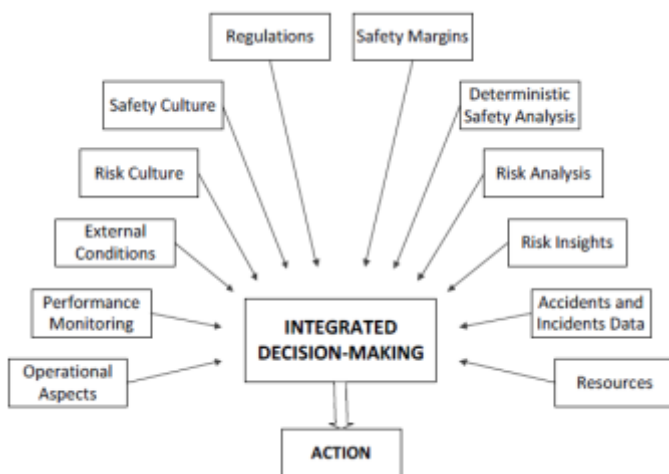 Regulations
Safety Margins
Safety Culture
Deterministic
Safety Analysis
Risk Culture
Risk Analysis
External
Conditions
Risk Insights
Performance
Monitoring
INTEGRATED
DECISION-MAKING
Accidents and
Incidents Data
Operational
Aspects
Resources
ACTION